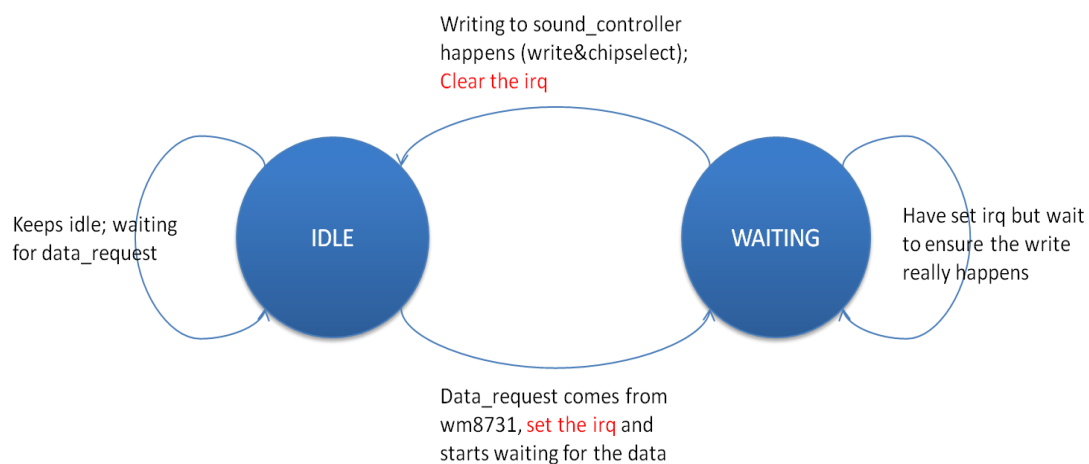 Writing to sound_controller
happens (write&chipselect);
Clear the irq
Keeps idle; waiting
for data_request
IDLE
WAITING
Have set irq but wait
to ensure the write
really happens
Data_request comes from
wm8731, set the irq and
starts waiting for the data